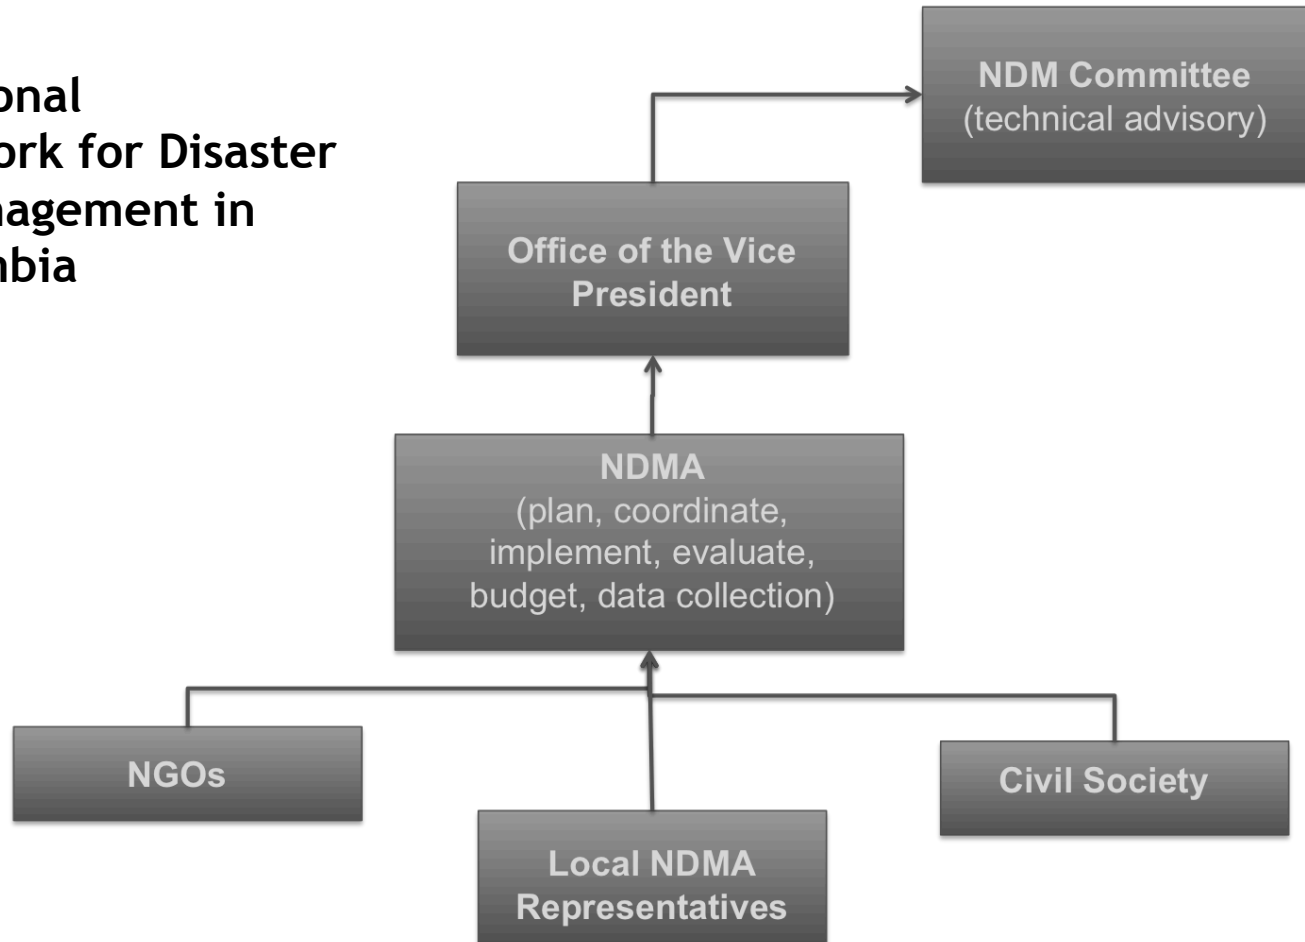 onal
ork for Disaster
nagement in
mbia
NDM Committee
(technical advisory)
Office of the Vice
President
NDMA
(plan, coordinate,
implement, evaluate,
budget, data collection)
NGOs
Civil Society
Local NDMA
Representatives